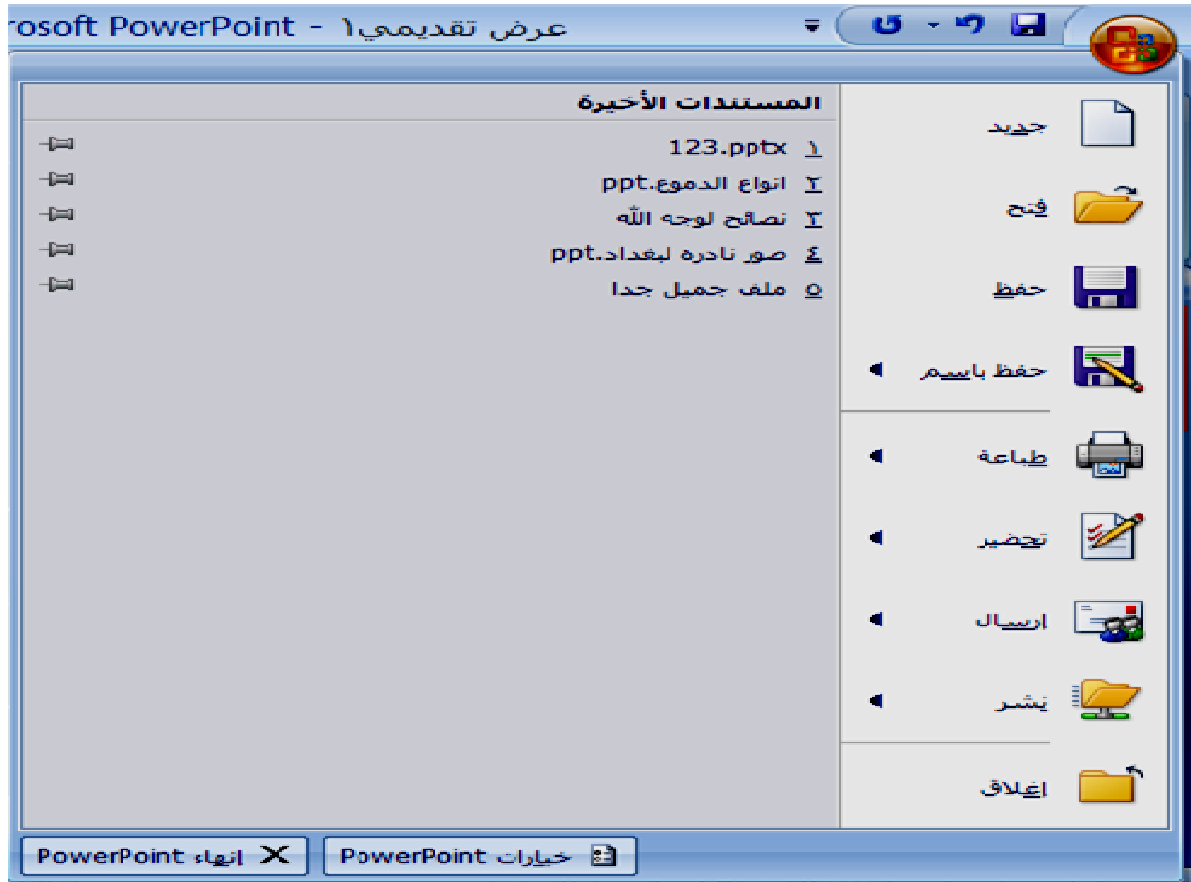 عرض تقديمي١ - rosoft PowerPoint
جديد
فتح
حفظ
حفظ باسم
طباعة
تحضير
إرسال
نشر
إغلاق
المستندات الأخيرة
١ 123.pptx
٢ انواع الدموع.ppt
٣ نصائح لوجه الله
٤ صور نادره لبغداد.ppt
٥ ملف جميل جدا
خيارات PowerPoint
إنهاء PowerPoint